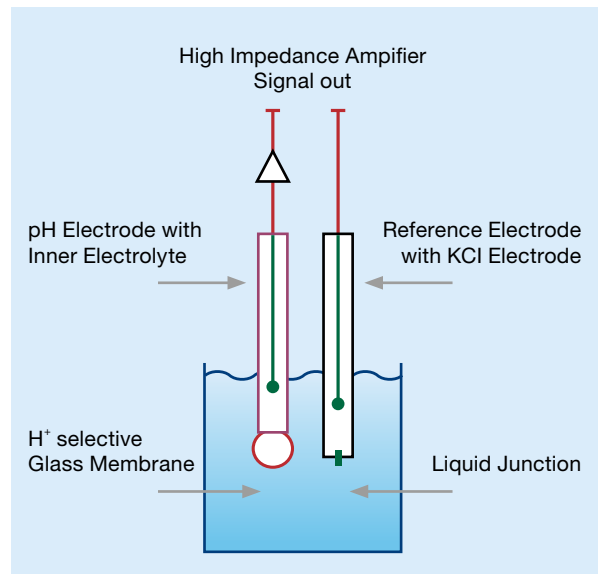 High Impedance Ampifier
Signal out
pH Electrode with
Inner Electrolyte
Reference Electrode
with KCl Electrode
H⁺ selective
Glass Membrane
Liquid Junction